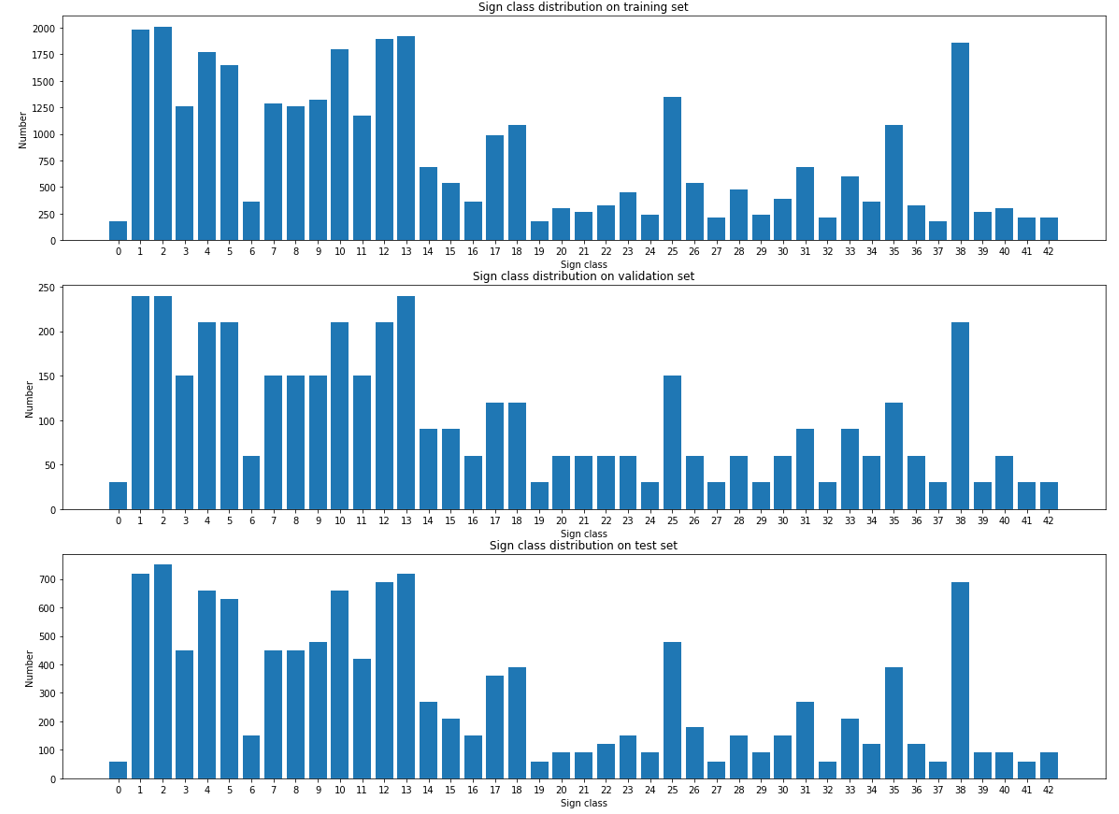 Sign class distribution on training set
2000
1750
1500
1250
1000
750
500
250
0
Number
0 1 2 3 4 5 6 7 8 9 10 11 12 13 14 15 16 17 18 19 20 21 22 23 24 25 26 27 28 29 30 31 32 33 34 35 36 37 38 39 40 41 42
Sign class
Sign class distribution on validation set
250
200
150
100
50
0
Number
0 1 2 3 4 5 6 7 8 9 10 11 12 13 14 15 16 17 18 19 20 21 22 23 24 25 26 27 28 29 30 31 32 33 34 35 36 37 38 39 40 41 42
Sign class
Sign class distribution on test set
700
600
500
400
300
200
100
0
Number
0 1 2 3 4 5 6 7 8 9 10 11 12 13 14 15 16 17 18 19 20 21 22 23 24 25 26 27 28 29 30 31 32 33 34 35 36 37 38 39 40 41 42
Sign class